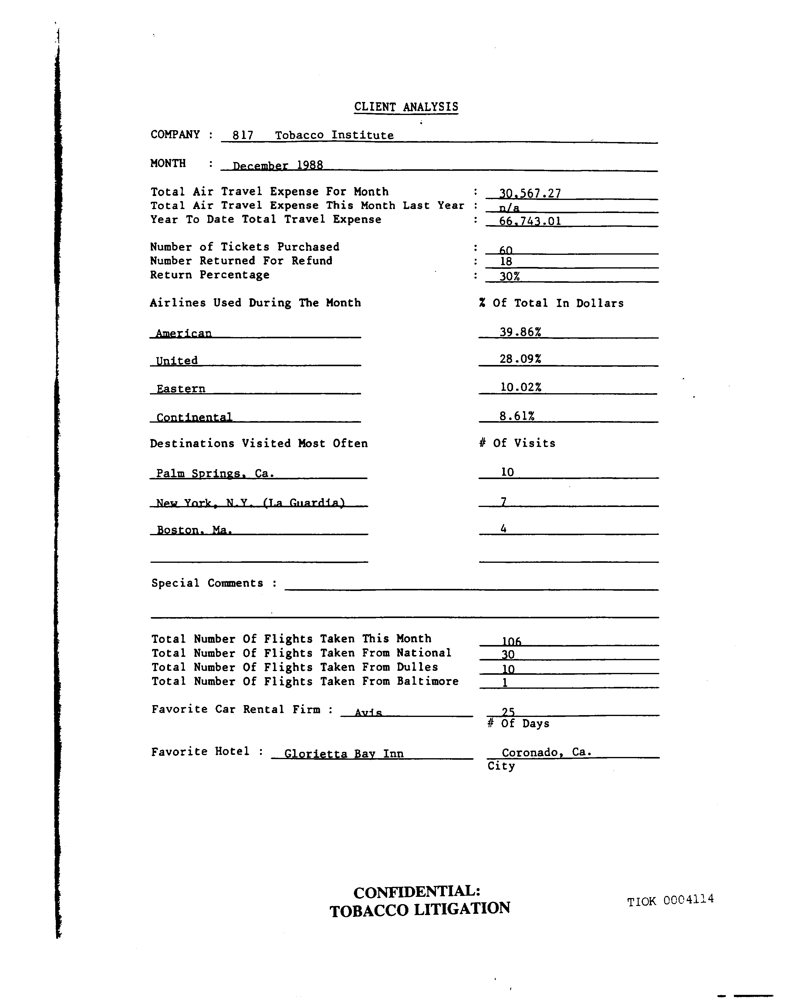 CLIENT ANALYSIS
COMPANY : 817 Tobacco Institute
MONTH : December 1988
Total Air Travel Expense For Month : 30,567.27
Total Air Travel Expense This Month Last Year : n/a
Year To Date Total Travel Expense : 66,743.01
Number of Tickets Purchased : 60
Number Returned For Refund : 18
Return Percentage : 30%
Airlines Used During The Month % Of Total In Dollars
American 39.86%
United 28.09%
Eastern 10.02%
Continental 8.61%
Destinations Visited Most Often # Of Visits
Palm Springs, Ca. 10
New York, N.Y. (La Guardia) 7
Boston, Ma. 4
Special Comments :
Total Number Of Flights Taken This Month 106
Total Number Of Flights Taken From National 30
Total Number Of Flights Taken From Dulles 10
Total Number Of Flights Taken From Baltimore 1
Favorite Car Rental Firm : Avis 25
# Of Days
Favorite Hotel : Glorietta Bay Inn Coronado, Ca.
City
CONFIDENTIAL:
TOBACCO LITIGATION
TIOK 0004114